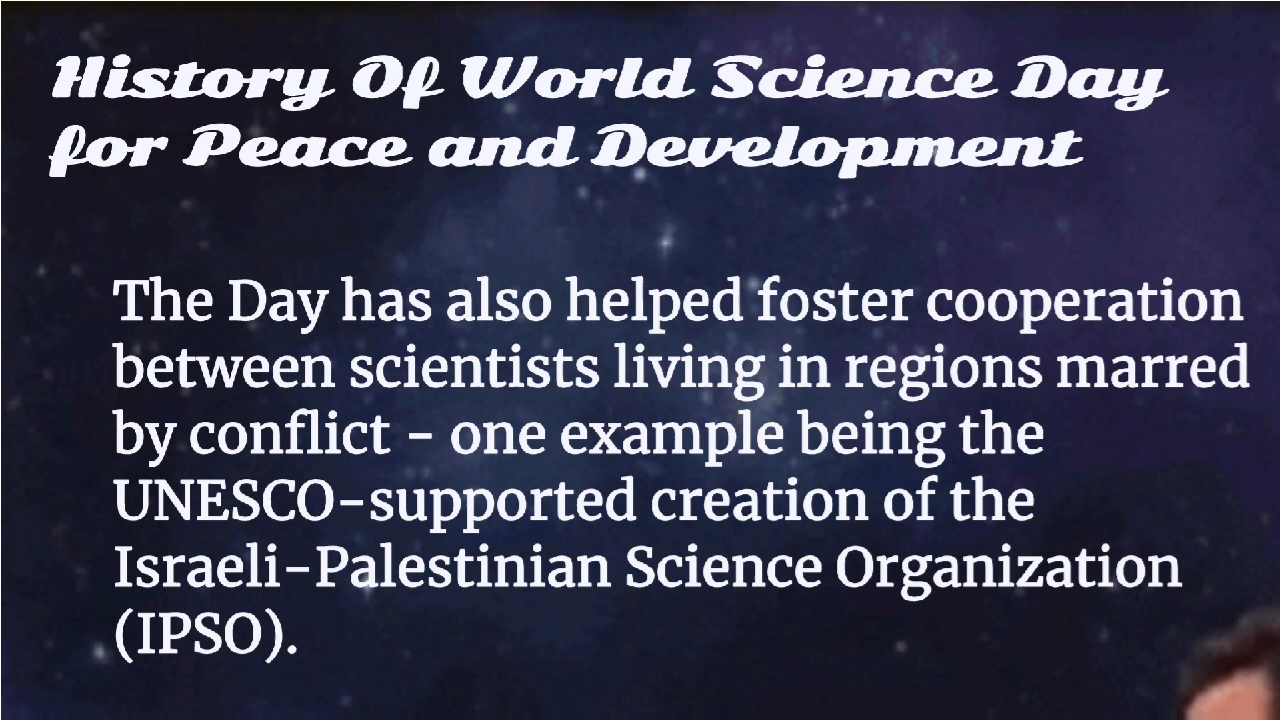 History Of World Science Day
for Peace and Development
The Day has also helped foster cooperation
between scientists living in regions marred
by conflict - one example being the
UNESCO-supported creation of the
Israeli-Palestinian Science Organization
(IPSO).